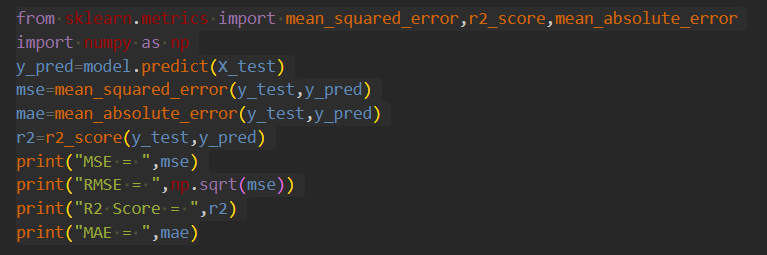 from sklearn.metrics import mean_squared_error,r2_score,mean_absolute_error
import numpy as np
y_pred=model.predict(X_test)
mse=mean_squared_error(y_test,y_pred)
mae=mean_absolute_error(y_test,y_pred)
r2=r2_score(y_test,y_pred)
print("MSE = ",mse)
print("RMSE = ",np.sqrt(mse))
print("R2 Score = ",r2)
print("MAE = ",mae)